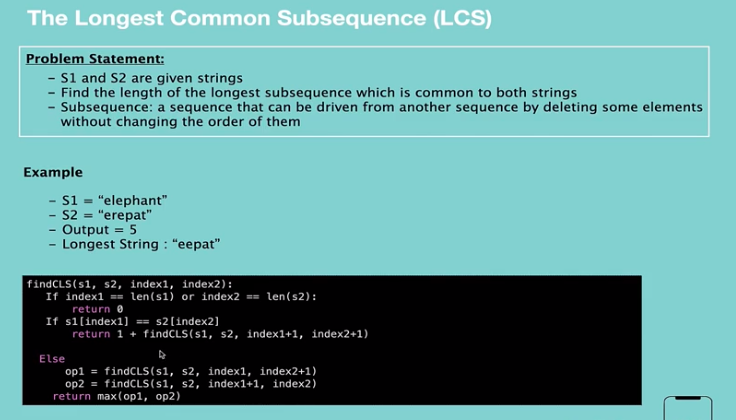 The Longest Common Subsequence (LCS)
Problem Statement:
- S1 and S2 are given strings
- Find the length of the longest subsequence which is common to both strings
- Subsequence: a sequence that can be driven from another sequence by deleting some elements
without changing the order of them
Example
- S1 = “elephant”
- S2 = “erepat”
- Output = 5
- Longest String : “eepat”
findCLS(s1, s2, index1, index2):
If index1 == len(s1) or index2 == len(s2):
return 0
If s1[index1] == s2[index2]
return 1 + findCLS(s1, s2, index1+1, index2+1)
Else
op1 = findCLS(s1, s2, index1, index2+1)
op2 = findCLS(s1, s2, index1+1, index2)
return max(op1, op2)